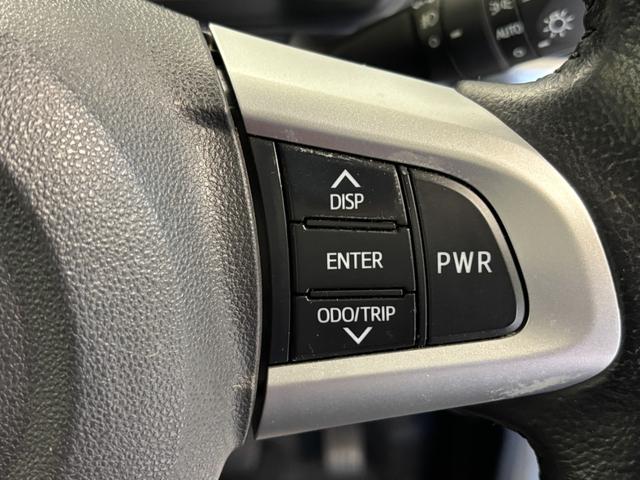 AUTO
DISP
ENTER
PWR
ODO/TRIP